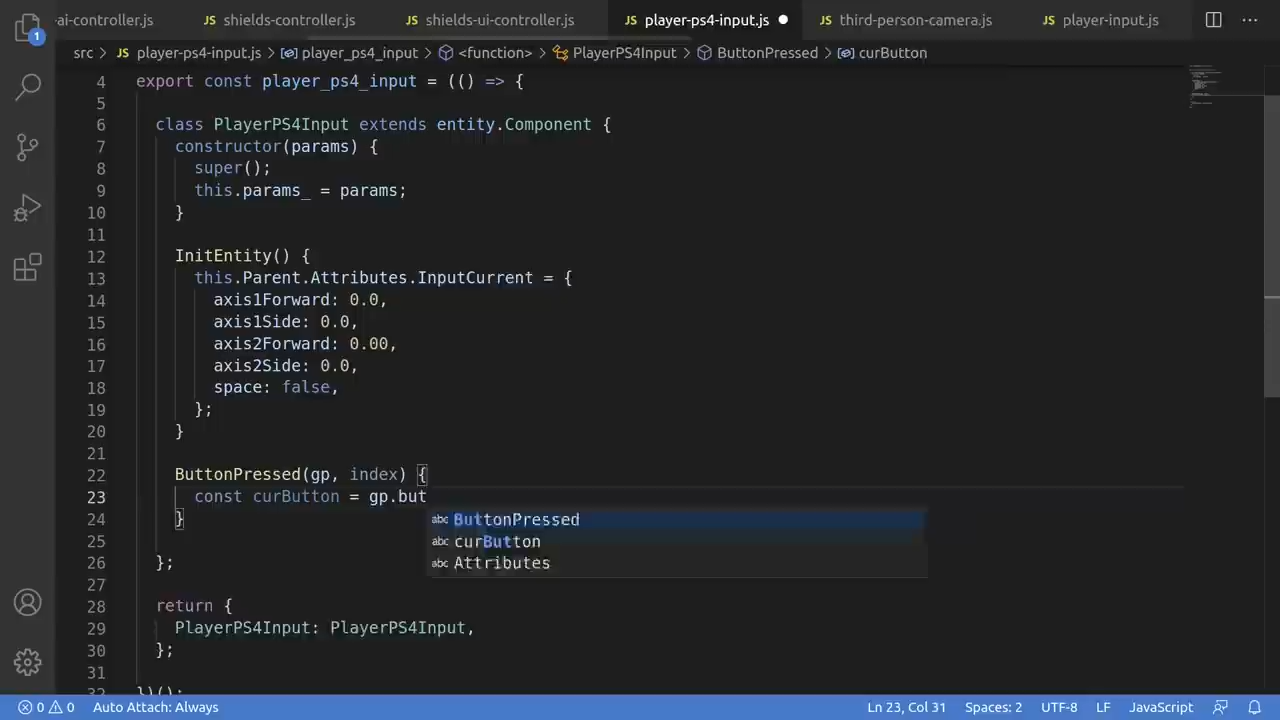 -ai-controller.js JS shields-controller.js JS shields-ui-controller.js JS player-ps4-input.js JS third-person-camera.js JS player-input.js
1
src > JS player-ps4-input.js > player_ps4_input > <function> > PlayerPS4Input > ButtonPressed > curButton
4 export const player_ps4_input = (() => {
5
6 class PlayerPS4Input extends entity.Component {
7 constructor(params) {
8 super();
9 this.params_ = params;
10 }
11
12 InitEntity() {
13 this.Parent.Attributes.InputCurrent = {
14 axis1Forward: 0.0,
15 axis1Side: 0.0,
16 axis2Forward: 0.00,
17 axis2Side: 0.0,
18 space: false,
19 };
20 }
21
22 ButtonPressed(gp, index) {
23 const curButton = gp.but
24 }
abc ButtonPressed
abc curButton
abc Attributes
25
26 };
27
28 return {
29 PlayerPS4Input: PlayerPS4Input,
30 };
31
32 })();
0 0 Auto Attach: Always Ln 23, Col 31 Spaces: 2 UTF-8 LF JavaScript